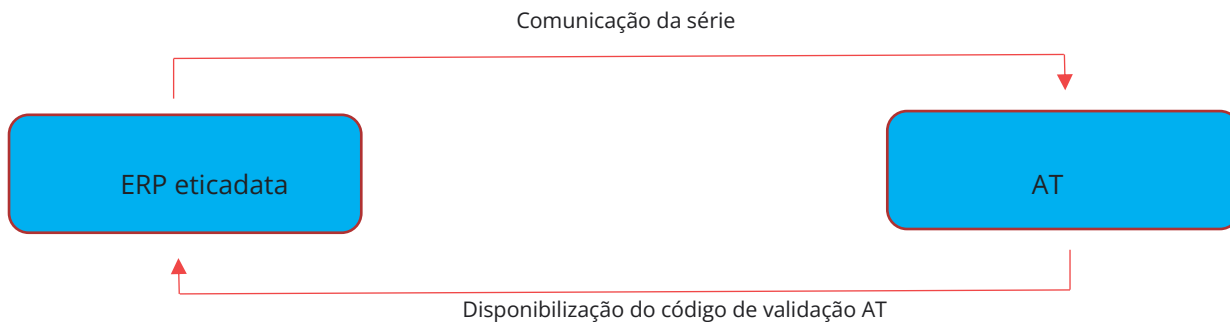 Comunicação da série
ERP eticadata
AT
Disponibilização do código de validação AT